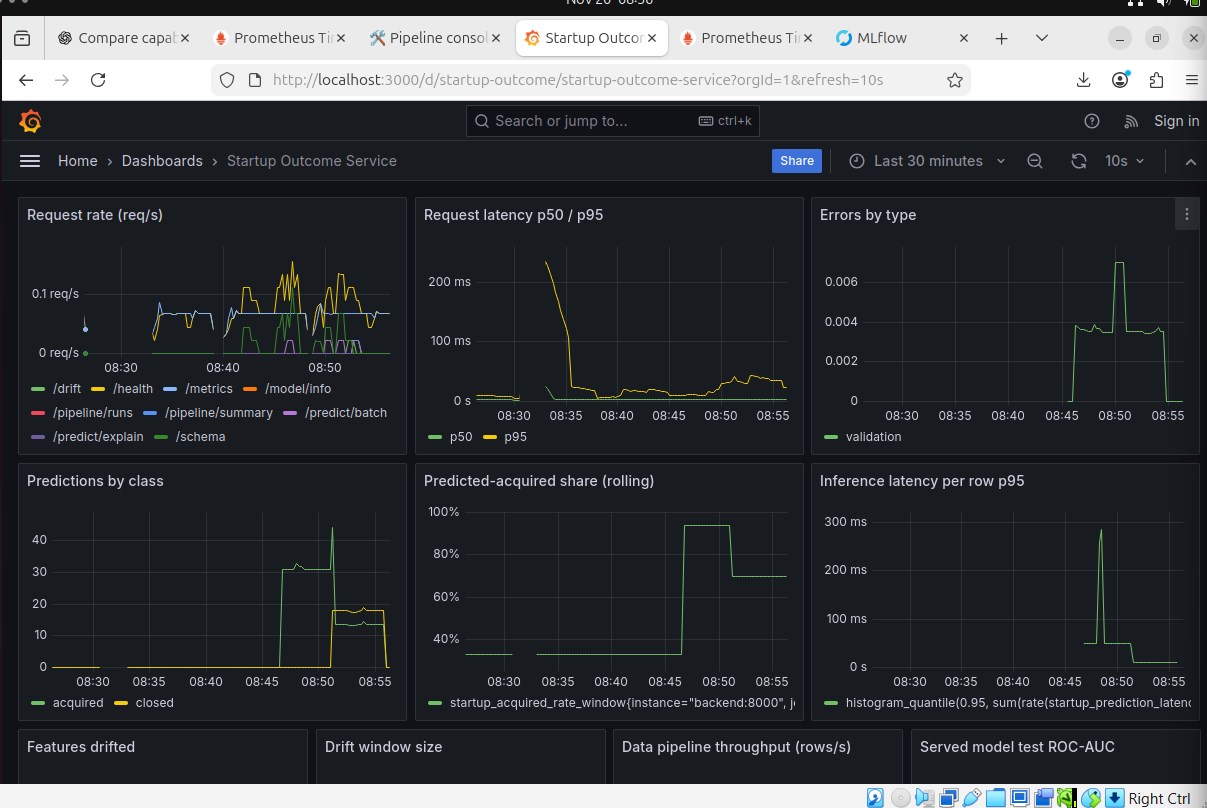 Nov 20 08:56
Compare capab
Prometheus Tir
Pipeline consol
Startup Outcor
Prometheus Tir
MLflow
http://localhost:3000/d/startup-outcome/startup-outcome-service?orgId=1&refresh=10s
Search or jump to...
ctrl+k
Sign in
Home › Dashboards › Startup Outcome Service
Share
Last 30 minutes
10s
Request rate (req/s)
0.1 req/s
0 req/s
08:30 08:40 08:50
/drift /health /metrics /model/info
/pipeline/runs /pipeline/summary /predict/batch
/predict/explain /schema
Request latency p50 / p95
200 ms
100 ms
0 s
08:30 08:35 08:40 08:45 08:50 08:55
p50 p95
Errors by type
0.006
0.004
0.002
0
08:30 08:35 08:40 08:45 08:50 08:55
validation
Predictions by class
40
30
20
10
0
08:30 08:35 08:40 08:45 08:50 08:55
acquired closed
Predicted-acquired share (rolling)
100%
80%
60%
40%
08:30 08:35 08:40 08:45 08:50 08:55
startup_acquired_rate_window{instance="backend:8000", j
Inference latency per row p95
300 ms
200 ms
100 ms
0 s
08:30 08:35 08:40 08:45 08:50 08:55
histogram_quantile(0.95, sum(rate(startup_prediction_laten
Features drifted
Drift window size
Data pipeline throughput (rows/s)
Served model test ROC-AUC
Right Ctrl